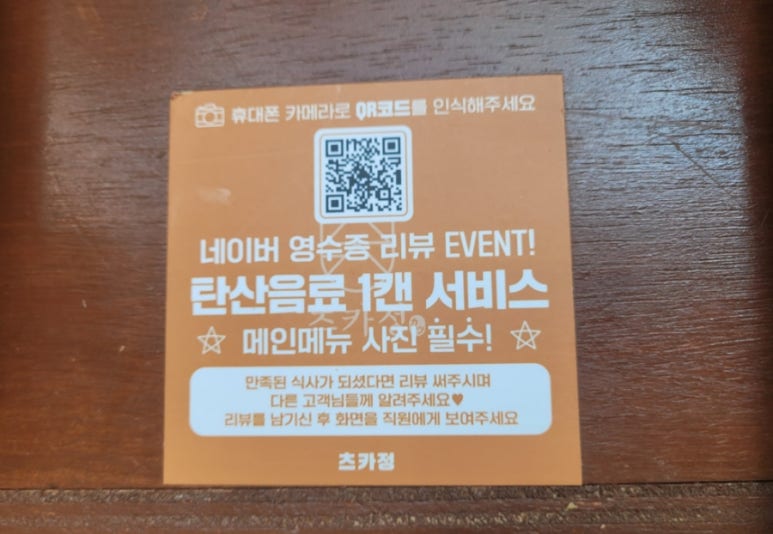 휴대폰 카메라로 QR코드를 인식해주세요
네이버 영수증 리뷰 EVENT!
탄산음료 1캔 서비스
메인메뉴 사진 필수!
만족된 식사가 되셨다면 리뷰 써주시며
다른 고객님들께 알려주세요♥
리뷰를 남기신 후 화면을 직원에게 보여주세요
츠카정